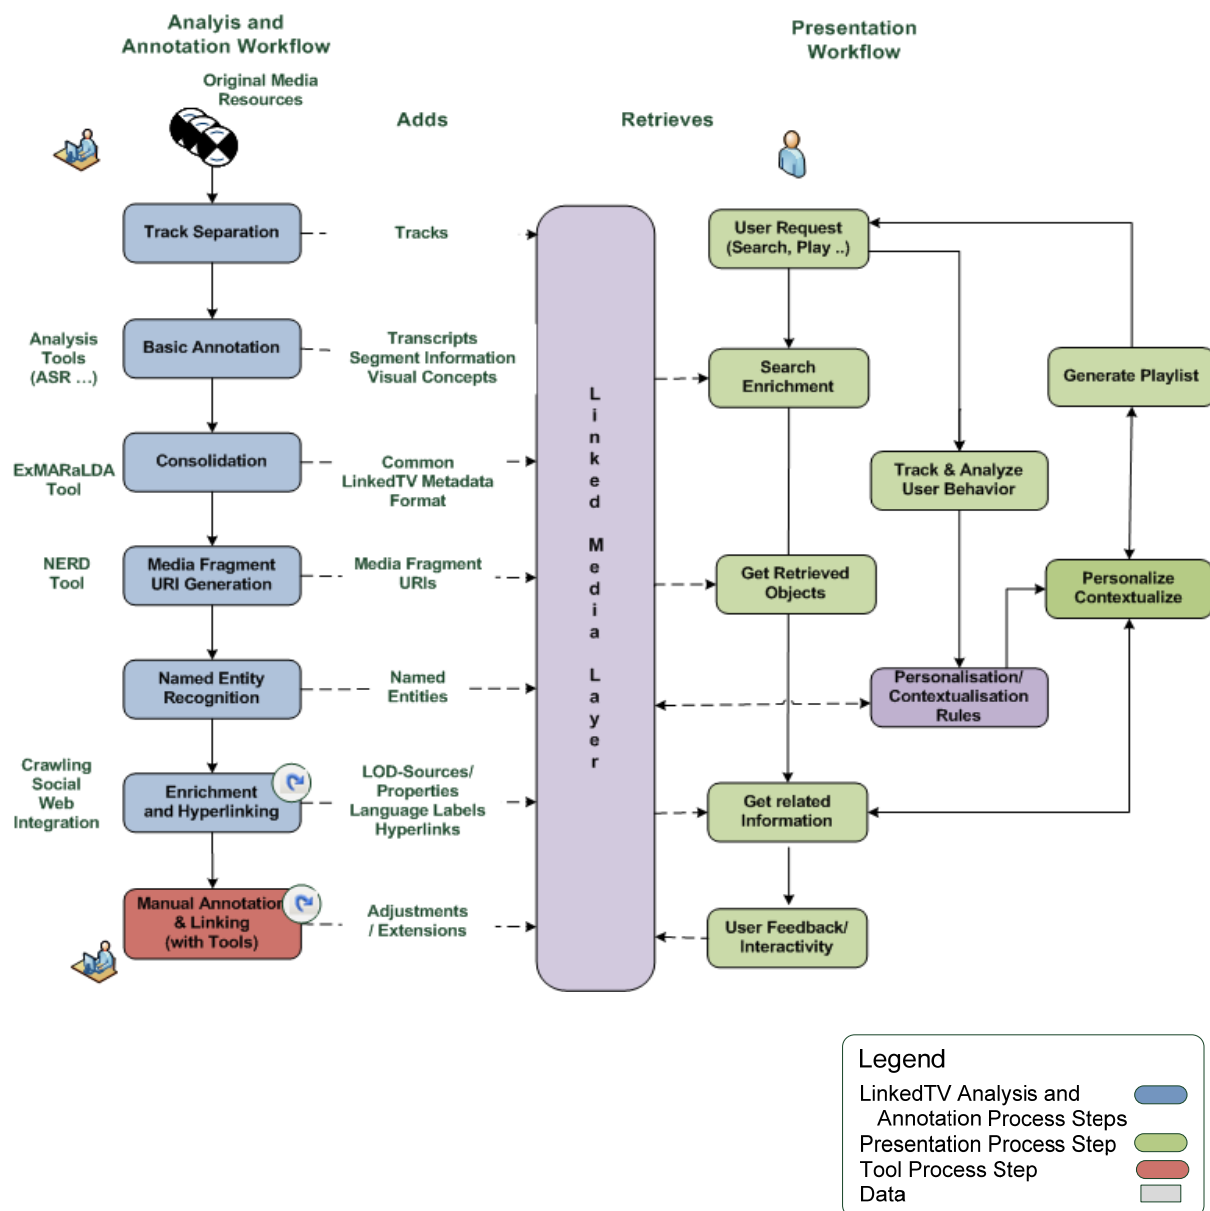 Analyis and
Annotation Workflow
Presentation
Workflow
Original Media
Resources
Adds
Retrieves
Track Separation
Tracks
User Request
(Search, Play ..)
Analysis
Tools
(ASR ...)
Basic Annotation
Transcripts
Segment Information
Visual Concepts
Search
Enrichment
Generate Playlist
ExMARaLDA
Tool
Consolidation
Common
LinkedTV Metadata
Format
Track & Analyze
User Behavior
NERD
Tool
Media Fragment
URI Generation
Media Fragment
URIs
Linked Media Layer
Get Retrieved
Objects
Personalize
Contextualize
Named Entity
Recognition
Named
Entities
Personalisation/
Contextualisation
Rules
Crawling
Social
Web
Integration
Enrichment
and Hyperlinking
LOD-Sources/
Properties
Language Labels
Hyperlinks
Get related
Information
Manual Annotation
& Linking
(with Tools)
Adjustments
/ Extensions
User Feedback/
Interactivity
Legend
LinkedTV Analysis and
Annotation Process Steps
Presentation Process Step
Tool Process Step
Data